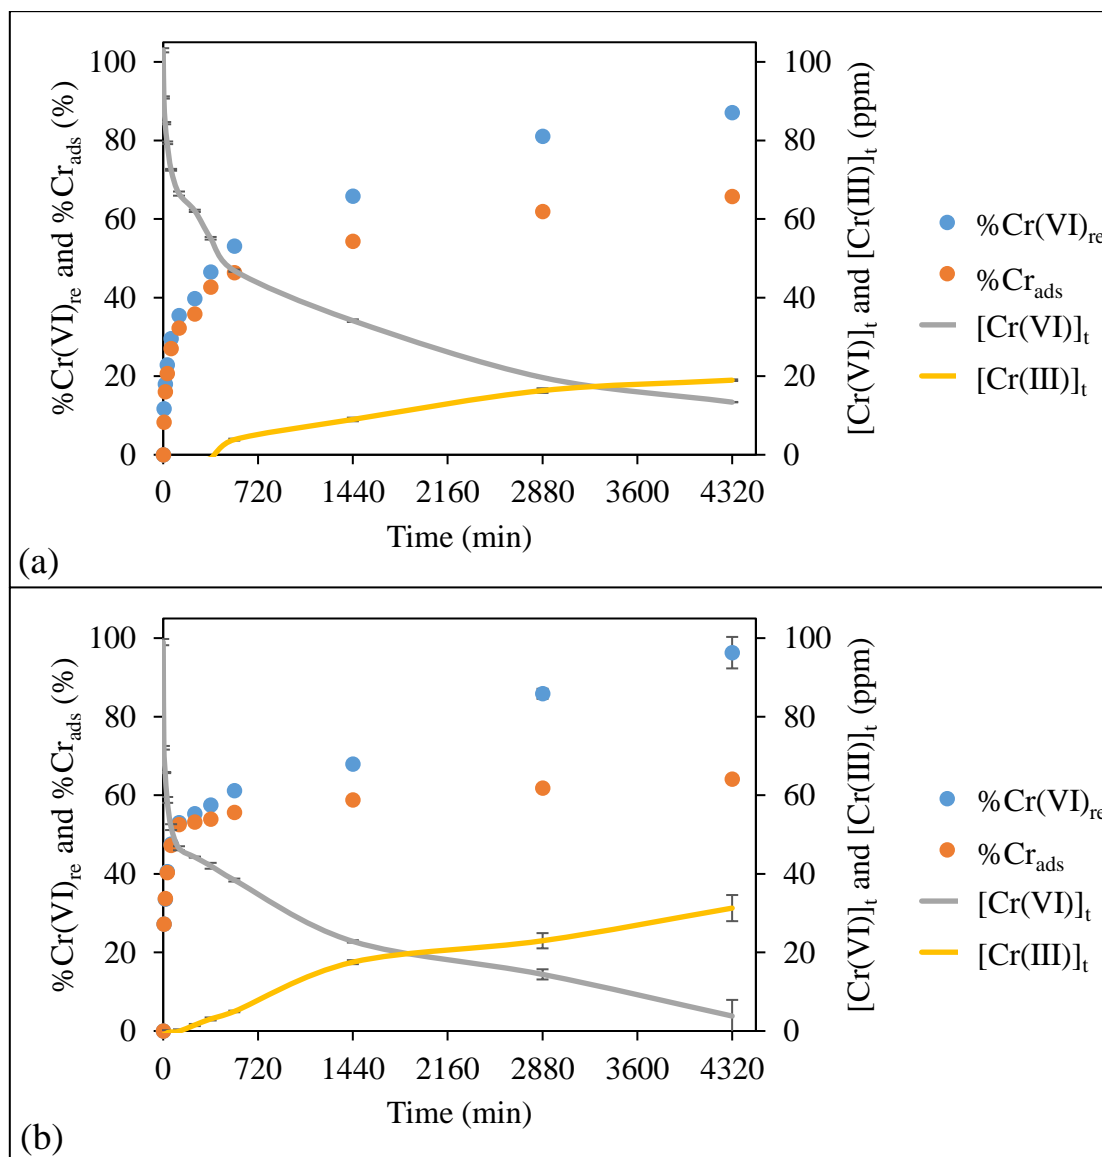 %Cr(VI)re and %Crads (%)
100
80
60
40
20
0
100
80
60
40
20
0
[Cr(VI)]t and [Cr(III)]t (ppm)
0 720 1440 2160 2880 3600 4320
Time (min)
%Cr(VI)re
%Crads
[Cr(VI)]t
[Cr(III)]t
(a)
%Cr(VI)re and %Crads (%)
100
80
60
40
20
0
100
80
60
40
20
0
[Cr(VI)]t and [Cr(III)]t (ppm)
0 720 1440 2160 2880 3600 4320
Time (min)
%Cr(VI)re
%Crads
[Cr(VI)]t
[Cr(III)]t
(b)